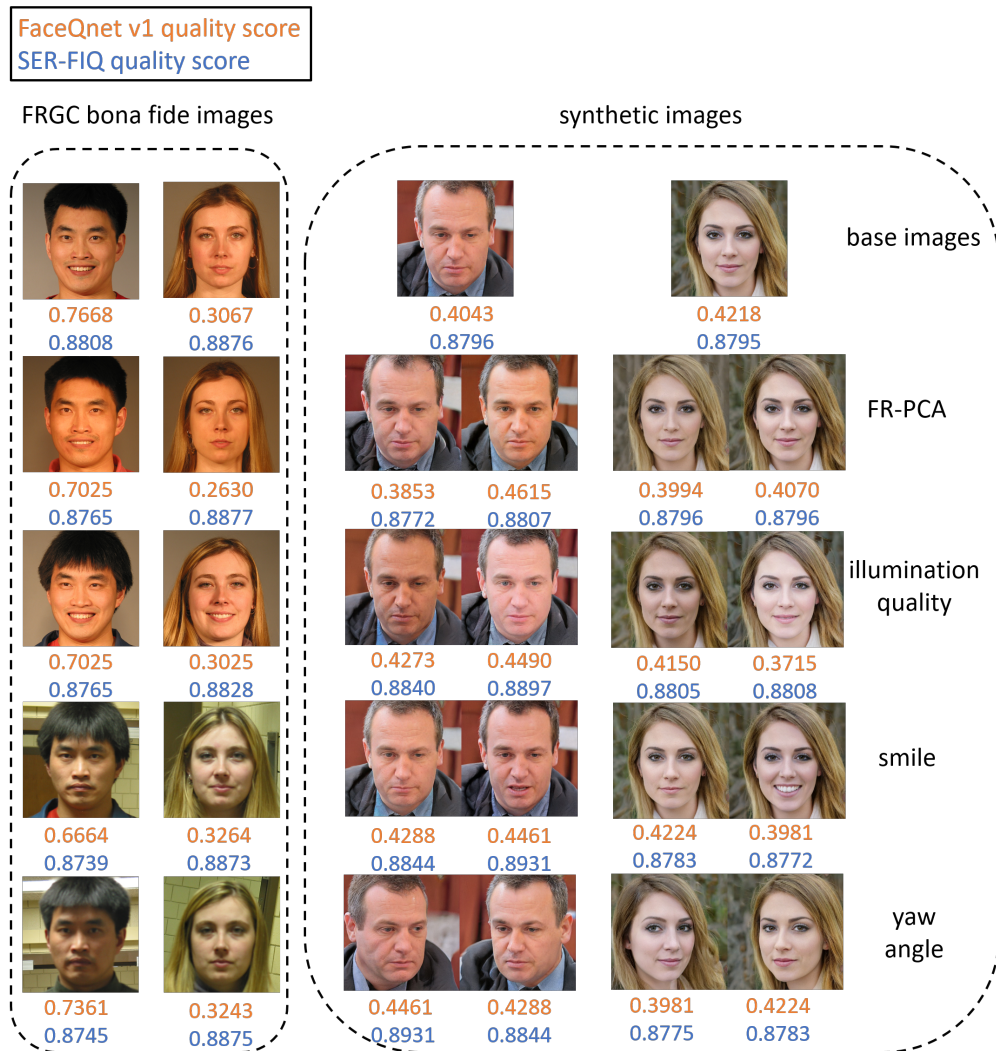 FaceQnet v1 quality score
SER-FIQ quality score
FRGC bona fide images
synthetic images
0.7668 0.3067
0.8808 0.8876
0.4043 0.4218
0.8796 0.8795
base images
0.7025 0.2630
0.8765 0.8877
0.3853 0.4615 0.3994 0.4070
0.8772 0.8807 0.8796 0.8796
FR-PCA
0.7025 0.3025
0.8765 0.8828
0.4273 0.4490 0.4150 0.3715
0.8840 0.8897 0.8805 0.8808
illumination
quality
0.6664 0.3264
0.8739 0.8873
0.4288 0.4461 0.4224 0.3981
0.8844 0.8931 0.8783 0.8772
smile
0.7361 0.3243
0.8745 0.8875
0.4461 0.4288 0.3981 0.4224
0.8931 0.8844 0.8775 0.8783
yaw
angle